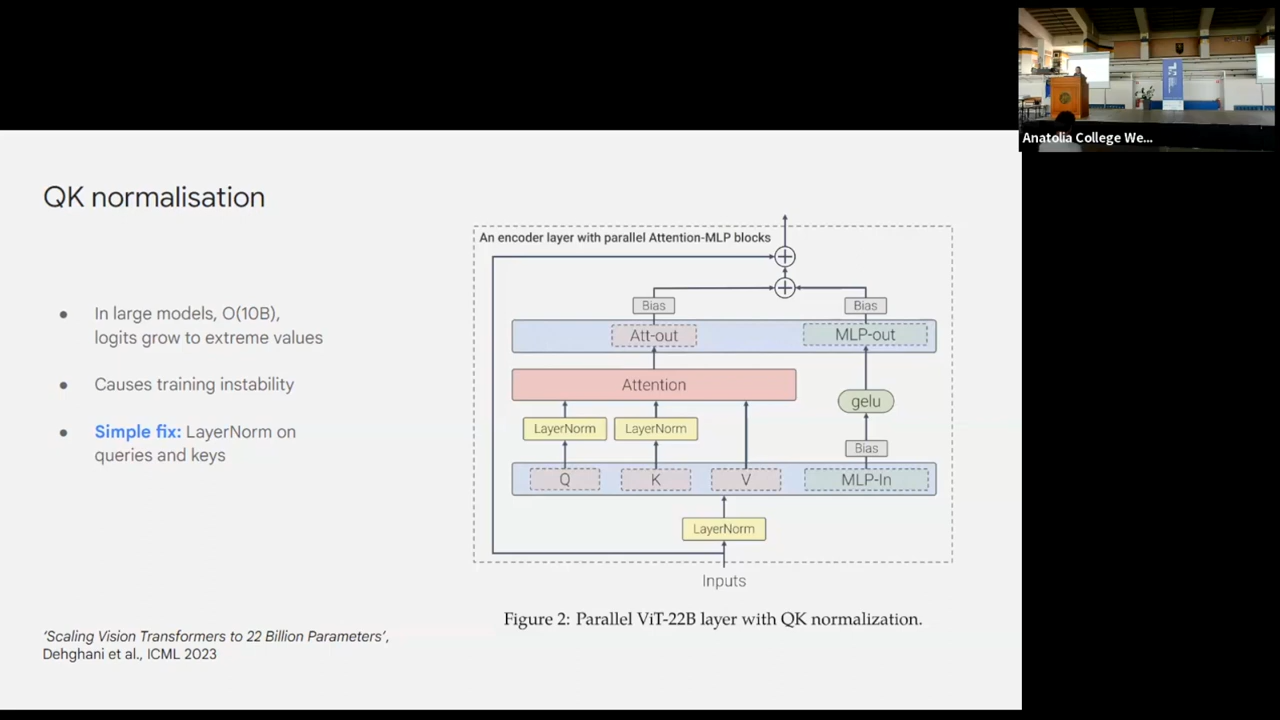 Anatolia College We...
QK normalisation
● In large models, O(10B),
logits grow to extreme values
● Causes training instability
● Simple fix: LayerNorm on
queries and keys
An encoder layer with parallel Attention-MLP blocks
Bias
Bias
Att-out
MLP-out
Attention
gelu
LayerNorm
LayerNorm
Bias
Q
K
V
MLP-In
LayerNorm
Inputs
Figure 2: Parallel ViT-22B layer with QK normalization.
'Scaling Vision Transformers to 22 Billion Parameters',
Dehghani et al., ICML 2023